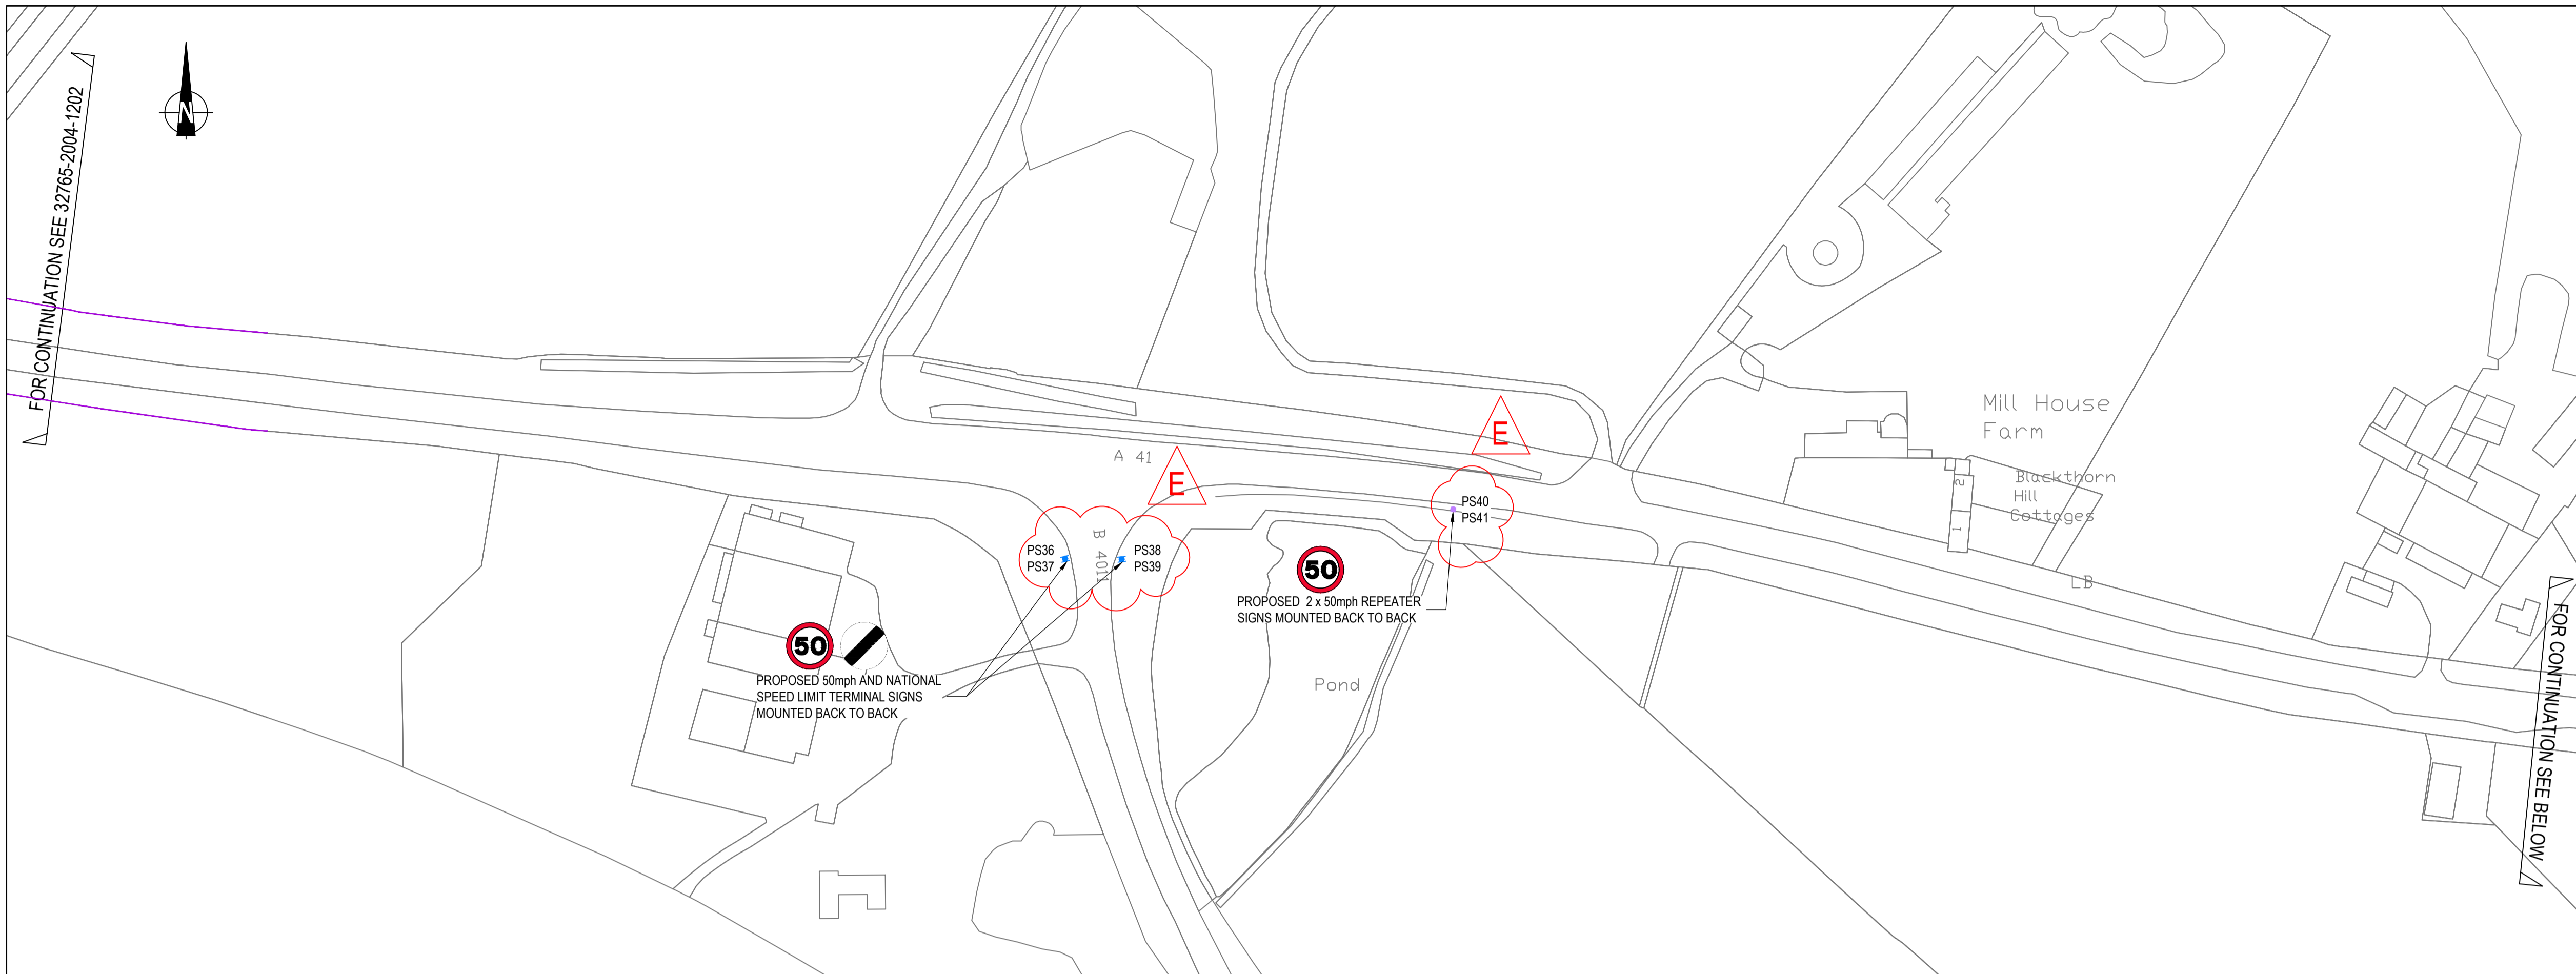 FOR CONTINUATION SEE 32765-2004-1202
N
A 41
E
E
B 4011
PS36
PS37
PS38
PS39
PS40
PS41
50
PROPOSED 2 x 50mph REPEATER
SIGNS MOUNTED BACK TO BACK
50
PROPOSED 50mph AND NATIONAL
SPEED LIMIT TERMINAL SIGNS
MOUNTED BACK TO BACK
Pond
Mill House
Farm
Blackthorn
Hill
Cottages
2
1
LB
FOR CONTINUATION SEE BELOW